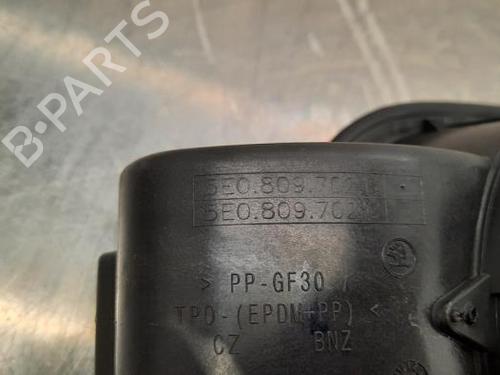 B-PARTS
5E0.809.702
5E0.809.702
> PP-GF30 /
TPO-(EPDM+PP) <
CZ BNZ